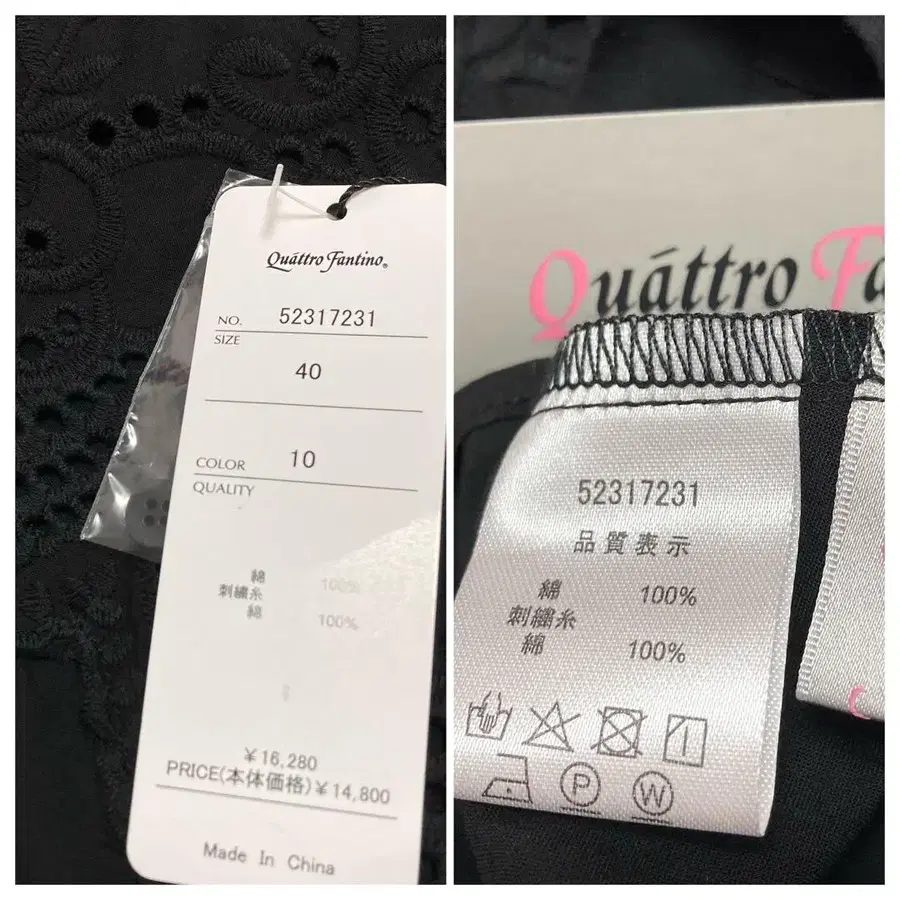 Quáttro Fantino®
NO. 52317231
SIZE
40
COLOR 10
QUALITY
綿 100%
刺繍糸
綿 100%
¥16,280
PRICE(本体価格)¥14,800
Made In China
Quáttro Fa
52317231
品質表示
綿 100%
刺繍糸
綿 100%
P
W